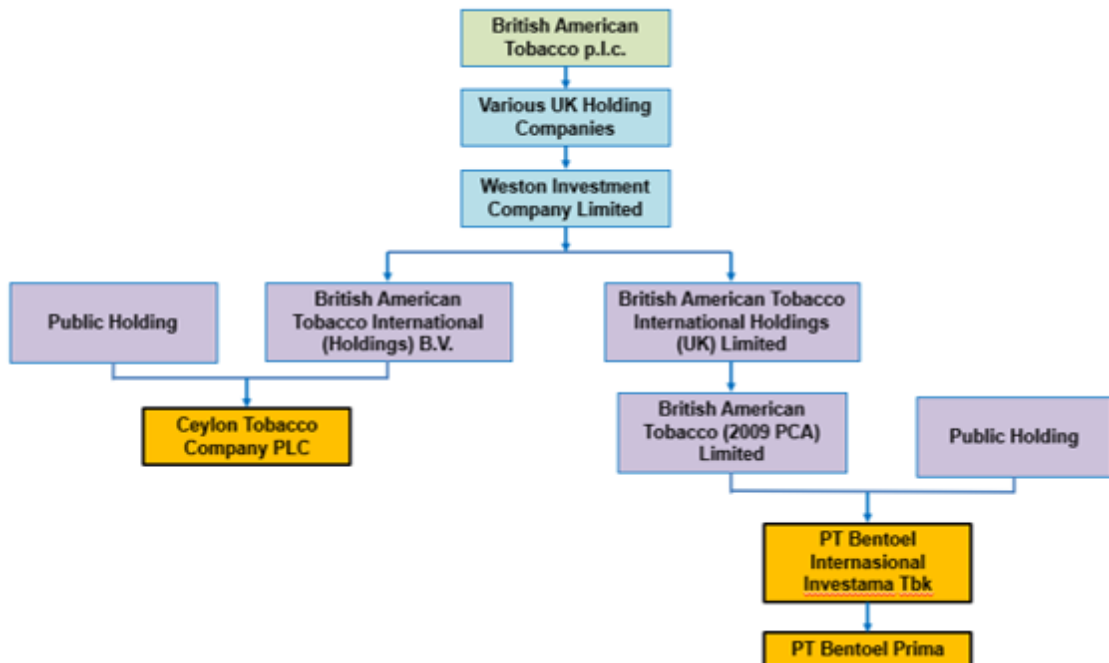 British American
Tobacco p.l.c.
Various UK Holding
Companies
Weston Investment
Company Limited
Public Holding
British American
Tobacco International
(Holdings) B.V.
British American Tobacco
International Holdings
(UK) Limited
Ceylon Tobacco
Company PLC
British American
Tobacco (2009 PCA)
Limited
Public Holding
PT Bentoel
Internasional
Investama Tbk
PT Bentoel Prima